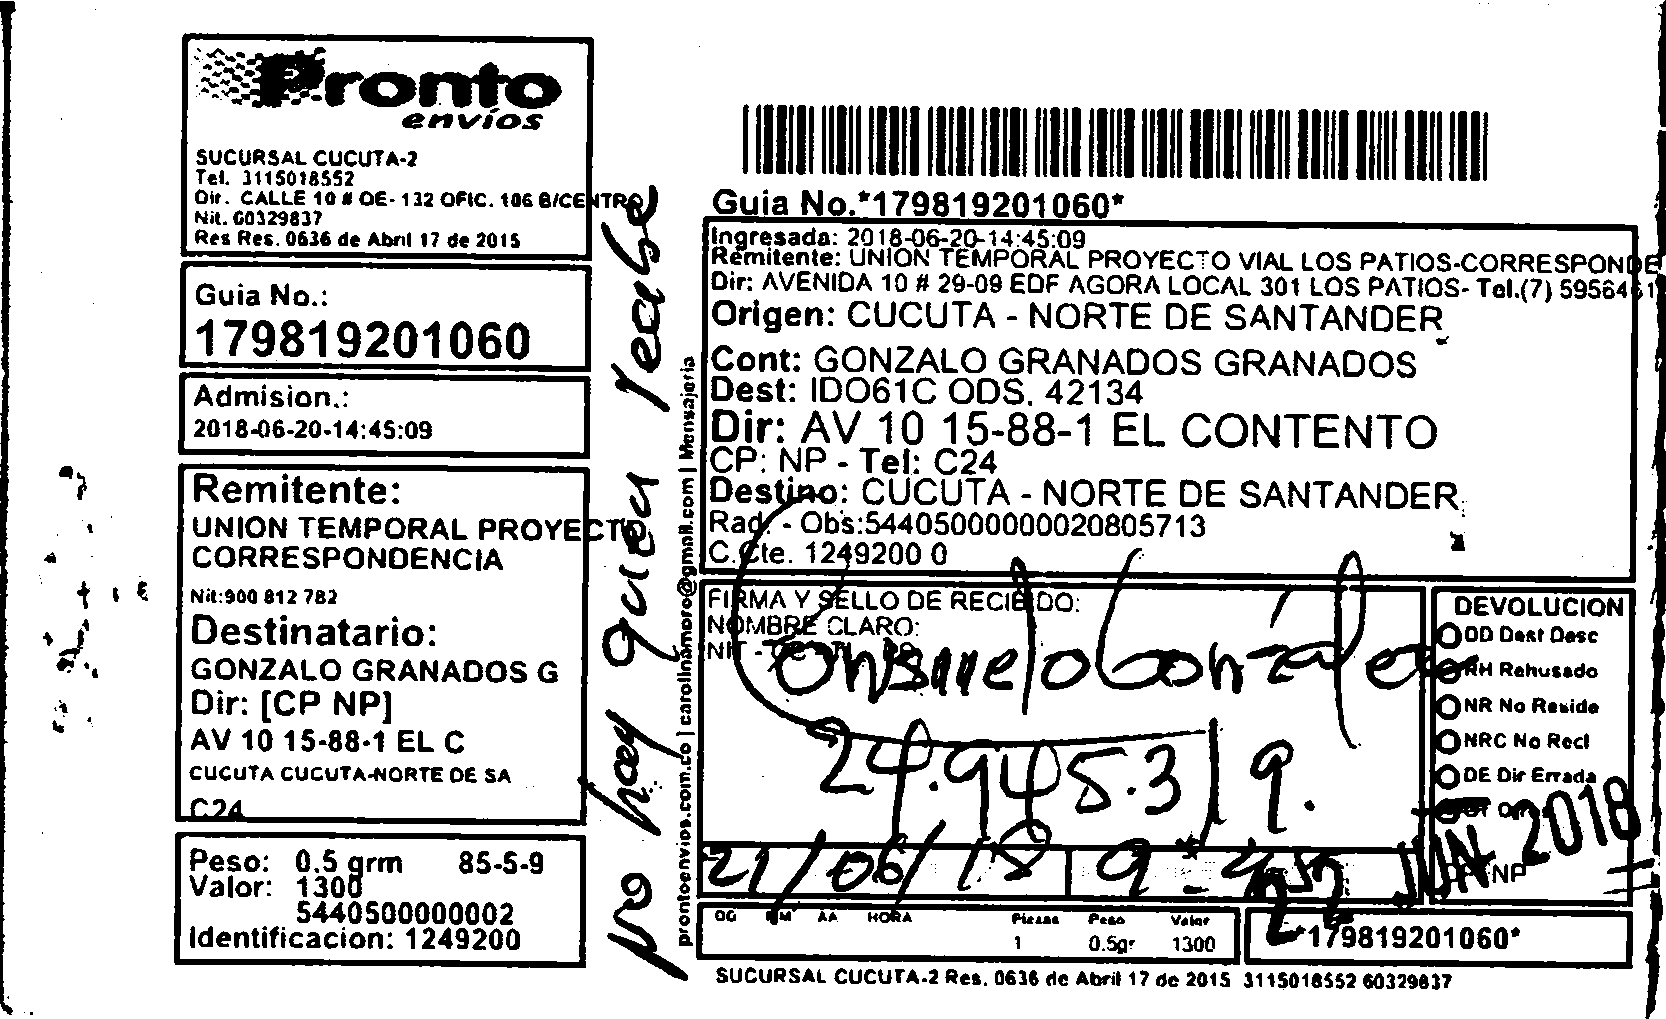 Pronto
envíos
SUCURSAL CUCUTA-2
Tel. 3115018552
Dir. CALLE 10 # OE- 132 OFIC. 106 B/CENTRO
Nit. 60329837
Res Res. 0636 de Abril 17 de 2015
Guia No.:
179819201060
Admision.:
2018-06-20-14:45:09
Remitente:
UNION TEMPORAL PROYECTO
CORRESPONDENCIA
Nit:900 812 782
Destinatario:
GONZALO GRANADOS G
Dir: [CP NP]
AV 10 15-88-1 EL C
CUCUTA CUCUTA-NORTE DE SA
C24
Peso: 0.5 grm 85-5-9
Valor: 1300
5440500000002
Identificacion: 1249200
no hay quien reciba
prontoenvios.com.co | carolinamoro@gmail.com | Mensajeria
Guia No.*179819201060*
Ingresada: 2018-06-20-14:45:09
Remitente: UNION TEMPORAL PROYECTO VIAL LOS PATIOS-CORRESPONDE
Dir: AVENIDA 10 # 29-09 EDF AGORA LOCAL 301 LOS PATIOS- Tel.(7) 5956461
Origen: CUCUTA - NORTE DE SANTANDER
Cont: GONZALO GRANADOS GRANADOS
Dest: IDO61C ODS. 42134
Dir: AV 10 15-88-1 EL CONTENTO
CP: NP - Tel: C24
Destino: CUCUTA - NORTE DE SANTANDER
Rad. - Obs:54405000000020805713
C.Cte. 1249200 0
FIRMA Y SELLO DE RECIBIDO:
NOMBRE CLARO:
NIT -
Consuelo González
24.945.319.
21/06/18 9
DEVOLUCION
DD Dest Desc
RH Rehusado
NR No Reside
NRC No Recl
DE Dir Errada
OT
NP
22 JUN 2018
DG MM AA HORA Piezas Peso Valor
1 0.5gr 1300
*179819201060*
SUCURSAL CUCUTA-2 Res. 0636 de Abril 17 de 2015 3115018552 60329837